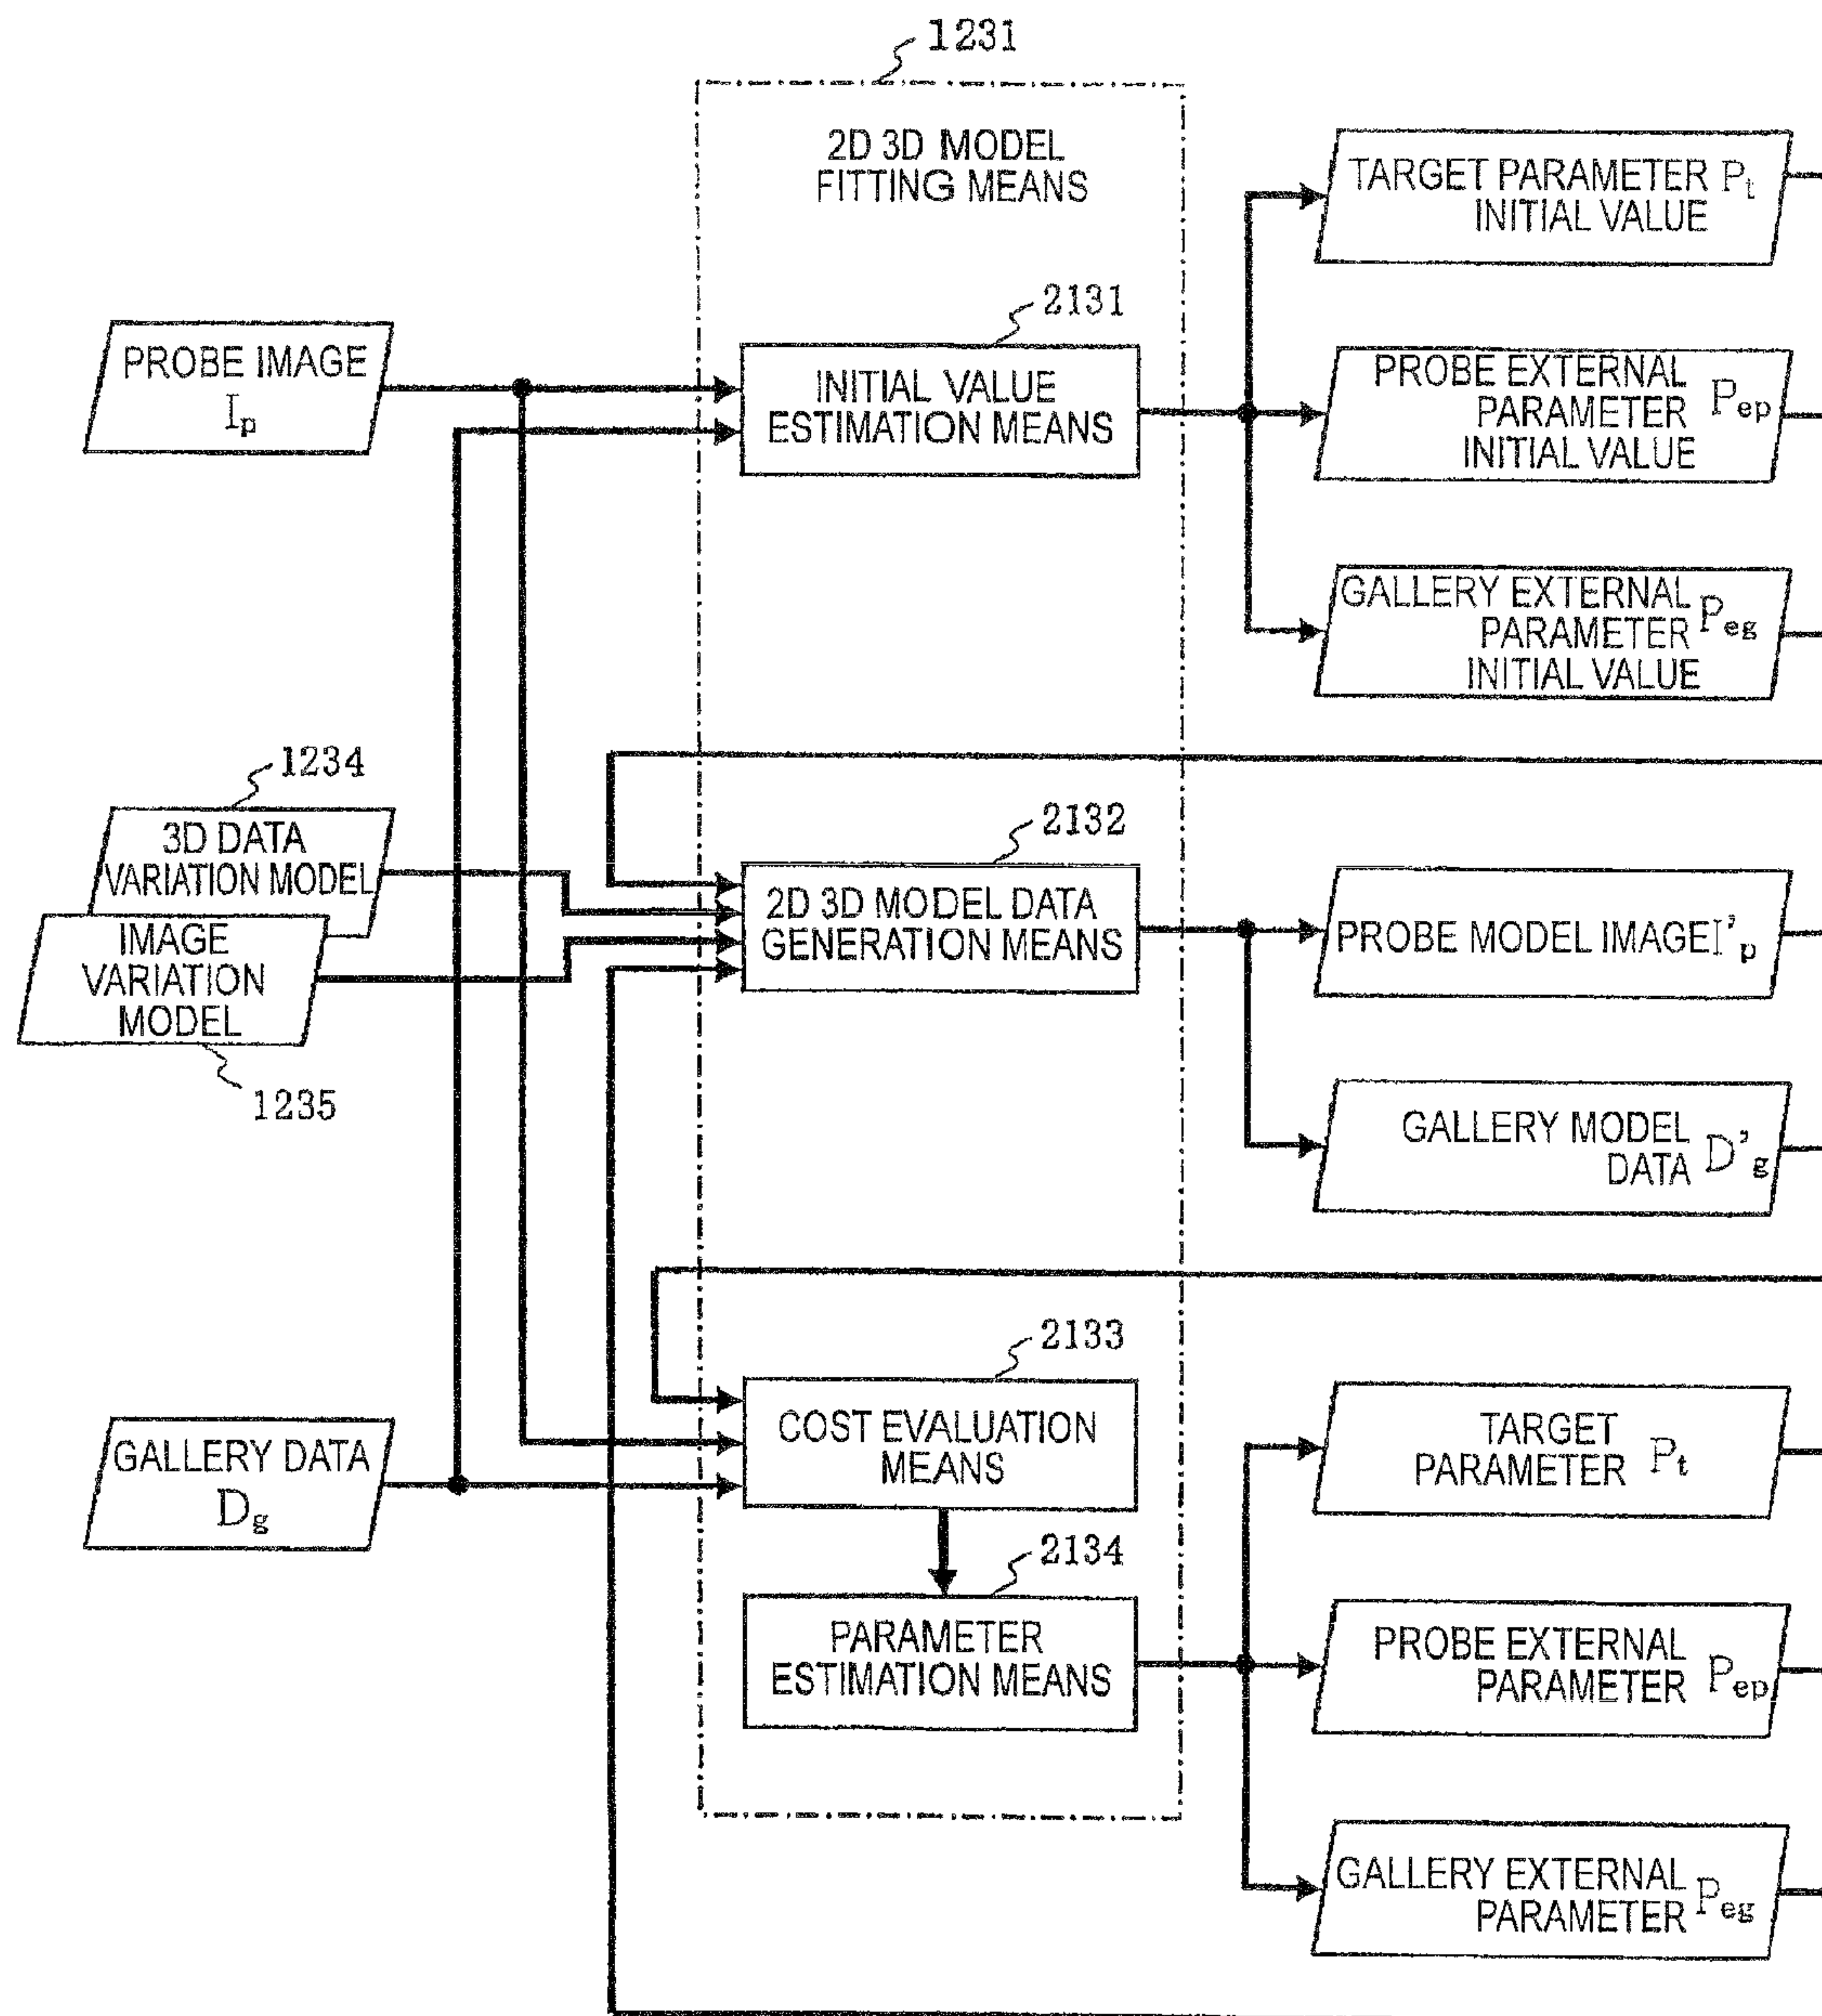 1231
2D 3D MODEL
FITTING MEANS
TARGET PARAMETER Pt
INITIAL VALUE
2131
PROBE IMAGE
Ip
INITIAL VALUE
ESTIMATION MEANS
PROBE EXTERNAL
PARAMETER Pep
INITIAL VALUE
GALLERY EXTERNAL
PARAMETER Peg
INITIAL VALUE
1234
3D DATA
VARIATION MODEL
IMAGE
VARIATION
MODEL
1235
2132
2D 3D MODEL DATA
GENERATION MEANS
PROBE MODEL IMAGE I'p
GALLERY MODEL
DATA D'g
2133
GALLERY DATA
Dg
COST EVALUATION
MEANS
TARGET
PARAMETER Pt
2134
PARAMETER
ESTIMATION MEANS
PROBE EXTERNAL
PARAMETER Pep
GALLERY EXTERNAL
PARAMETER Peg